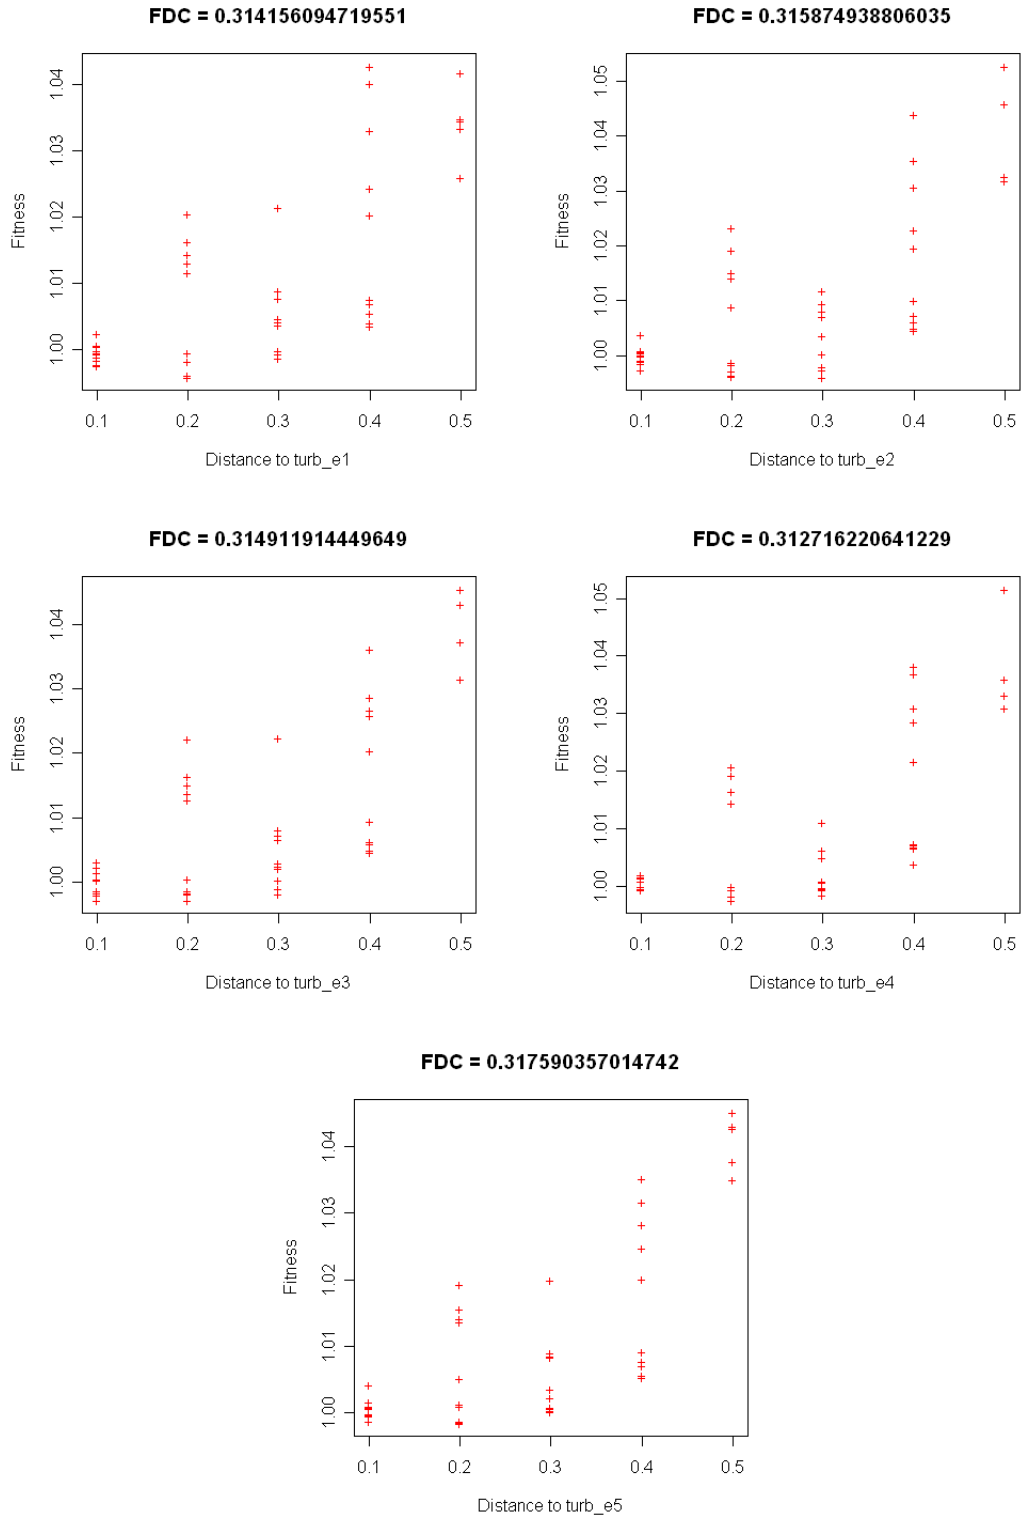 FDC = 0.314156094719551
Fitness
1.04
1.03
1.02
1.01
1.00
0.1 0.2 0.3 0.4 0.5
Distance to turb_e1
FDC = 0.315874938806035
Fitness
1.05
1.04
1.03
1.02
1.01
1.00
0.1 0.2 0.3 0.4 0.5
Distance to turb_e2
FDC = 0.314911914449649
Fitness
1.04
1.03
1.02
1.01
1.00
0.1 0.2 0.3 0.4 0.5
Distance to turb_e3
FDC = 0.312716220641229
Fitness
1.05
1.04
1.03
1.02
1.01
1.00
0.1 0.2 0.3 0.4 0.5
Distance to turb_e4
FDC = 0.317590357014742
Fitness
1.04
1.03
1.02
1.01
1.00
0.1 0.2 0.3 0.4 0.5
Distance to turb_e5